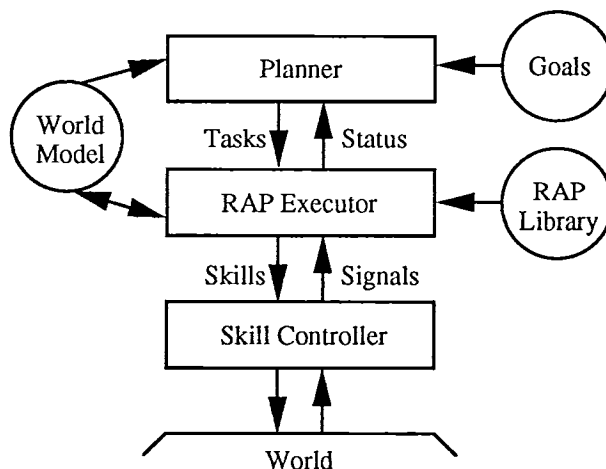 Planner
Goals
World
Model
Tasks
Status
RAP Executor
RAP
Library
Skills
Signals
Skill Controller
World